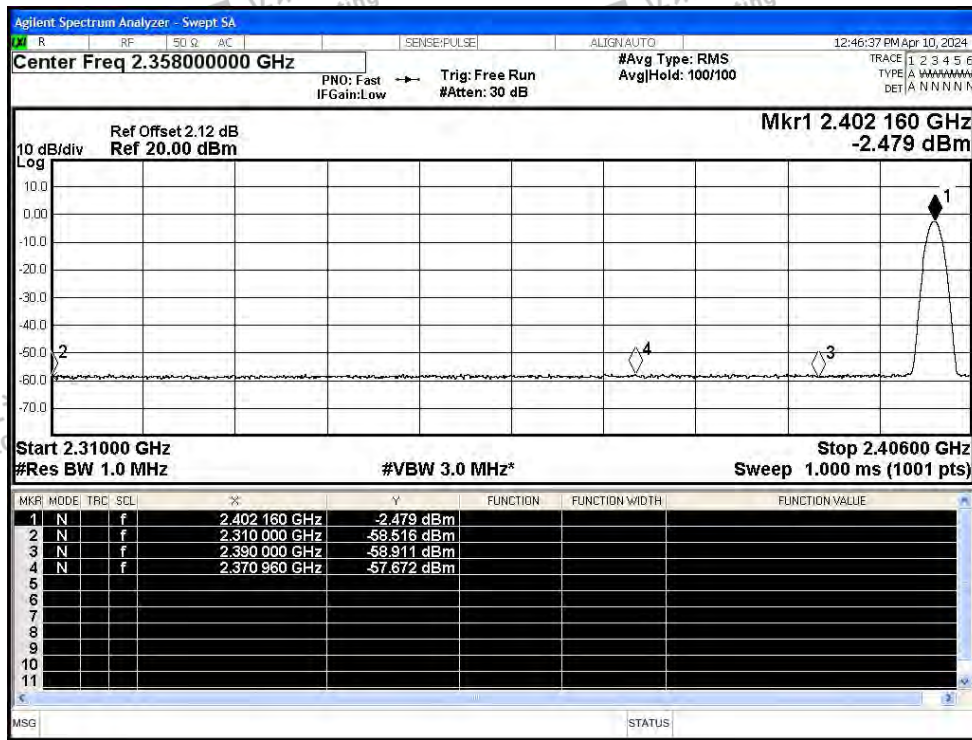 Agilent Spectrum Analyzer - Swept SA
R RF 50 Ω AC SENSE:PULSE ALIGN AUTO 12:46:37 PM Apr 10, 2024
Center Freq 2.358000000 GHz
PNO: Fast
IFGain:Low
Trig: Free Run
#Atten: 30 dB
#Avg Type: RMS
Avg|Hold: 100/100
TRACE 1 2 3 4 5 6
TYPE A WWWWW
DET A N N N N N
Ref Offset 2.12 dB
10 dB/div Ref 20.00 dBm
Log
Mkr1 2.402 160 GHz
-2.479 dBm
10.0
0.00
-10.0
-20.0
-30.0
-40.0
-50.0
-60.0
-70.0
1
2
4
3
Start 2.31000 GHz Stop 2.40600 GHz
#Res BW 1.0 MHz #VBW 3.0 MHz* Sweep 1.000 ms (1001 pts)
MKR MODE TRC SCL X Y FUNCTION FUNCTION WIDTH FUNCTION VALUE
1 N f 2.402 160 GHz -2.479 dBm
2 N f 2.310 000 GHz -58.516 dBm
3 N f 2.390 000 GHz -58.911 dBm
4 N f 2.370 960 GHz -57.672 dBm
5
6
7
8
9
10
11
MSG STATUS